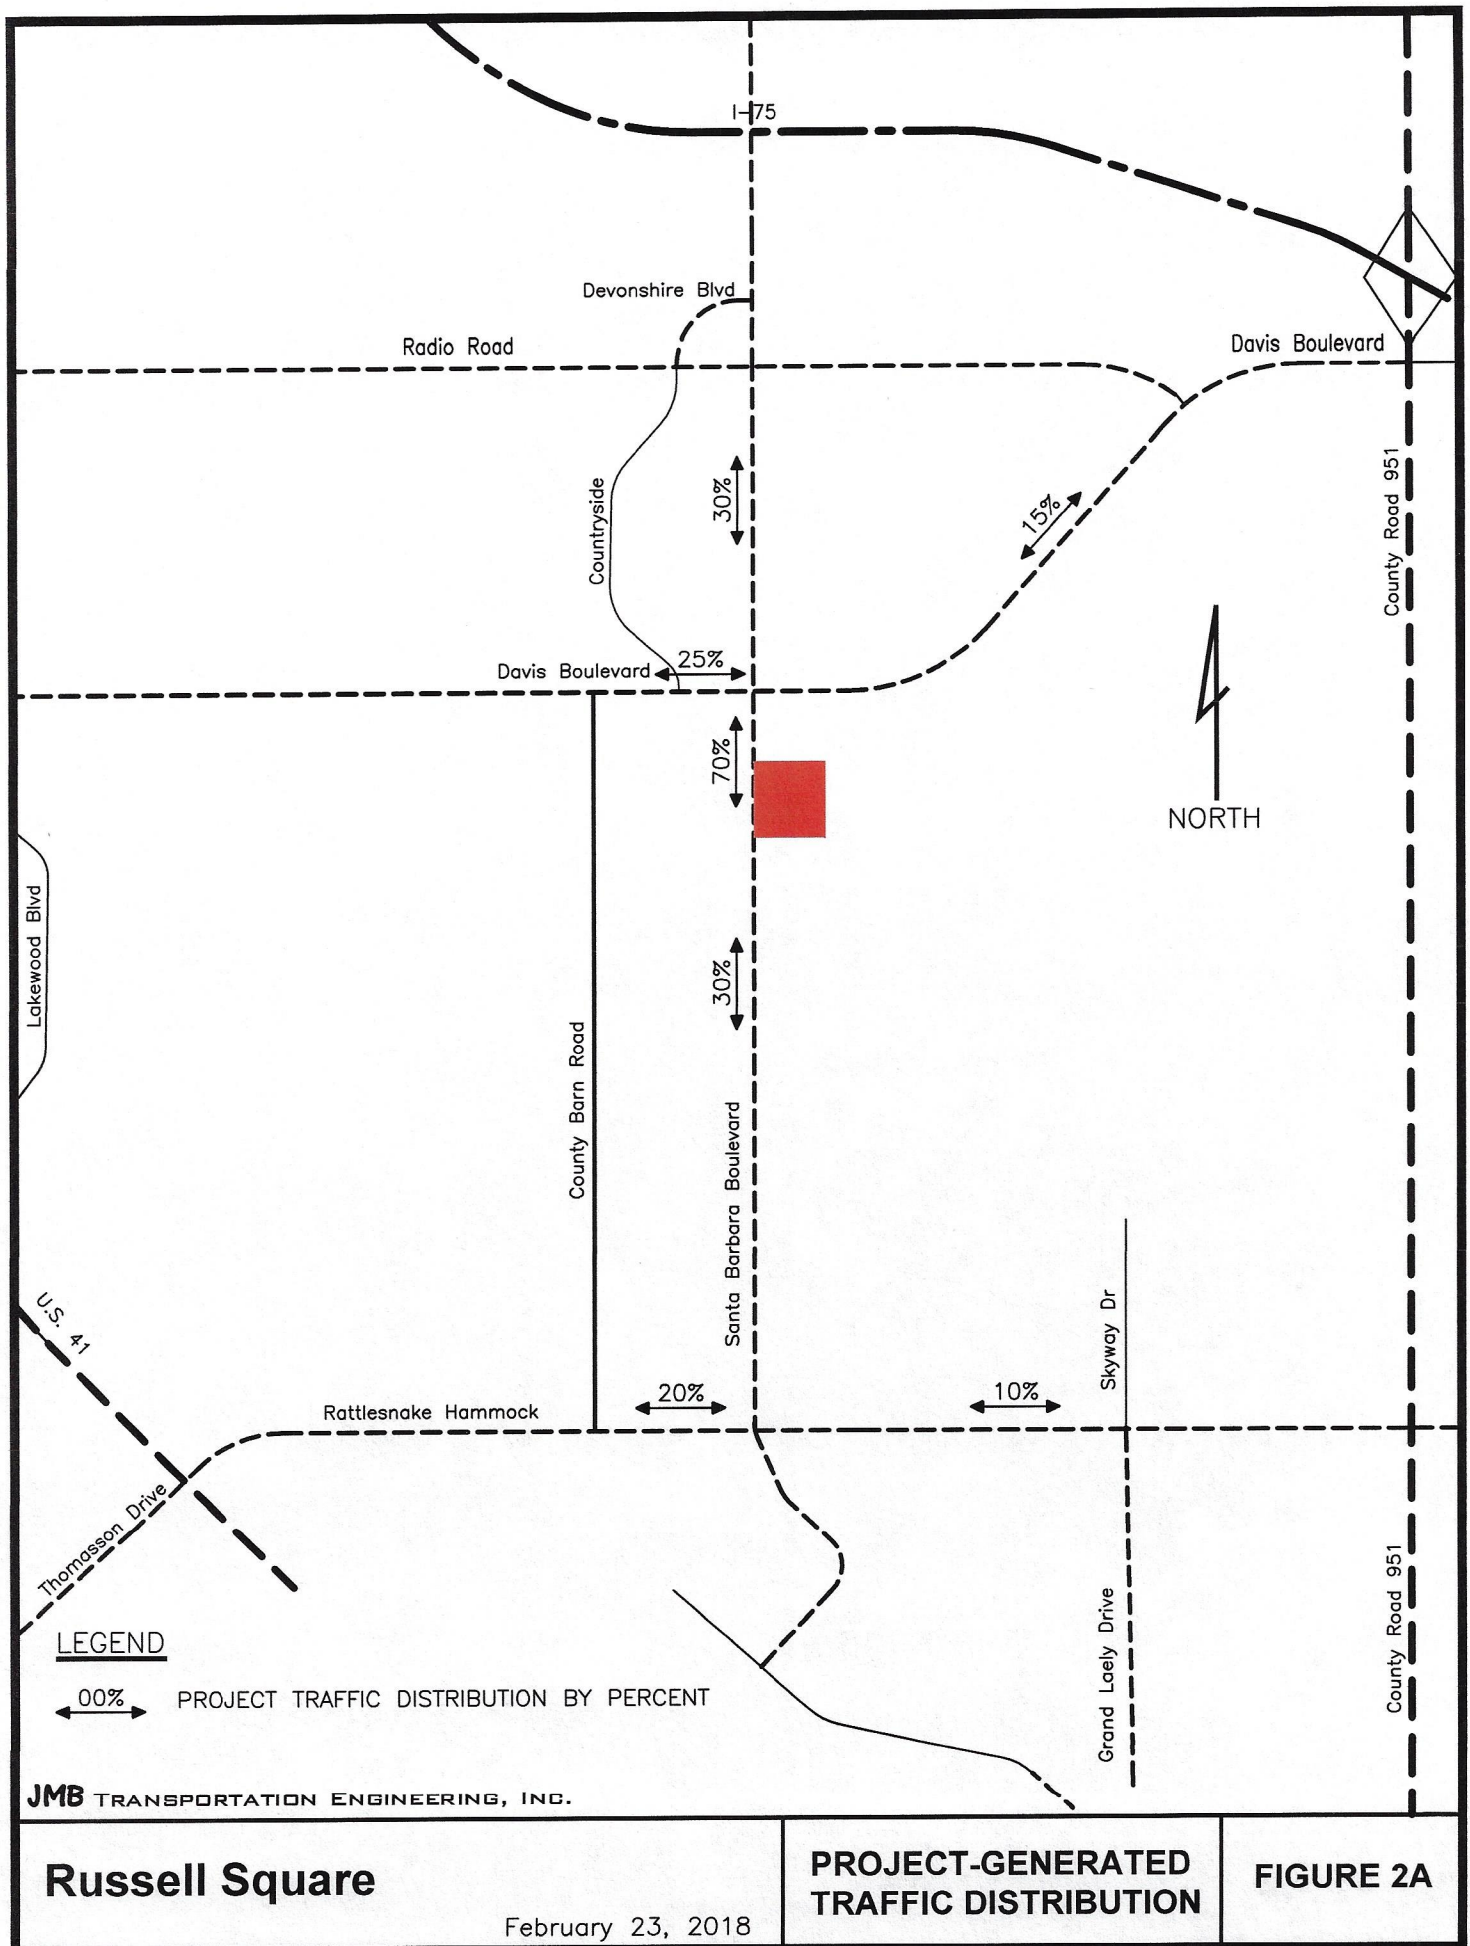 I-75
Devonshire Blvd
Radio Road
Davis Boulevard
County Road 951
30%
15%
Countryside
Davis Boulevard
25%
70%
NORTH
Lakewood Blvd
30%
County Barn Road
Santa Barbara Boulevard
U.S. 41
Skyway Dr
20%
10%
Rattlesnake Hammock
Thomasson Drive
Grand Laely Drive
County Road 951
LEGEND
00%
PROJECT TRAFFIC DISTRIBUTION BY PERCENT
JMB TRANSPORTATION ENGINEERING, INC.
Russell Square
February 23, 2018
PROJECT-GENERATED
TRAFFIC DISTRIBUTION
FIGURE 2A